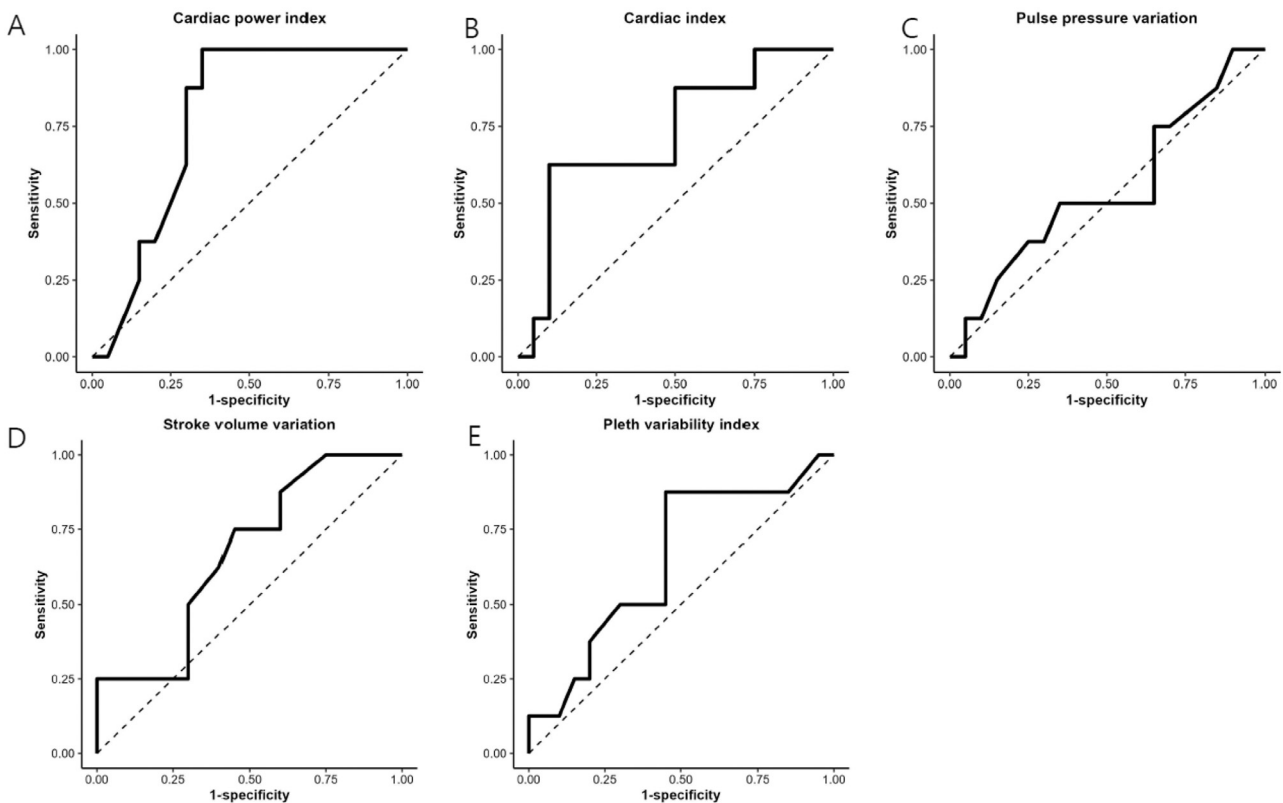 A
Cardiac power index
1.00
0.75
0.50
0.25
0.00
Sensitivity
0.00 0.25 0.50 0.75 1.00
1-specificity
B
Cardiac index
1.00
0.75
0.50
0.25
0.00
Sensitivity
0.00 0.25 0.50 0.75 1.00
1-specificity
C
Pulse pressure variation
1.00
0.75
0.50
0.25
0.00
Sensitivity
0.00 0.25 0.50 0.75 1.00
1-specificity
D
Stroke volume variation
1.00
0.75
0.50
0.25
0.00
Sensitivity
0.00 0.25 0.50 0.75 1.00
1-specificity
E
Pleth variability index
1.00
0.75
0.50
0.25
0.00
Sensitivity
0.00 0.25 0.50 0.75 1.00
1-specificity